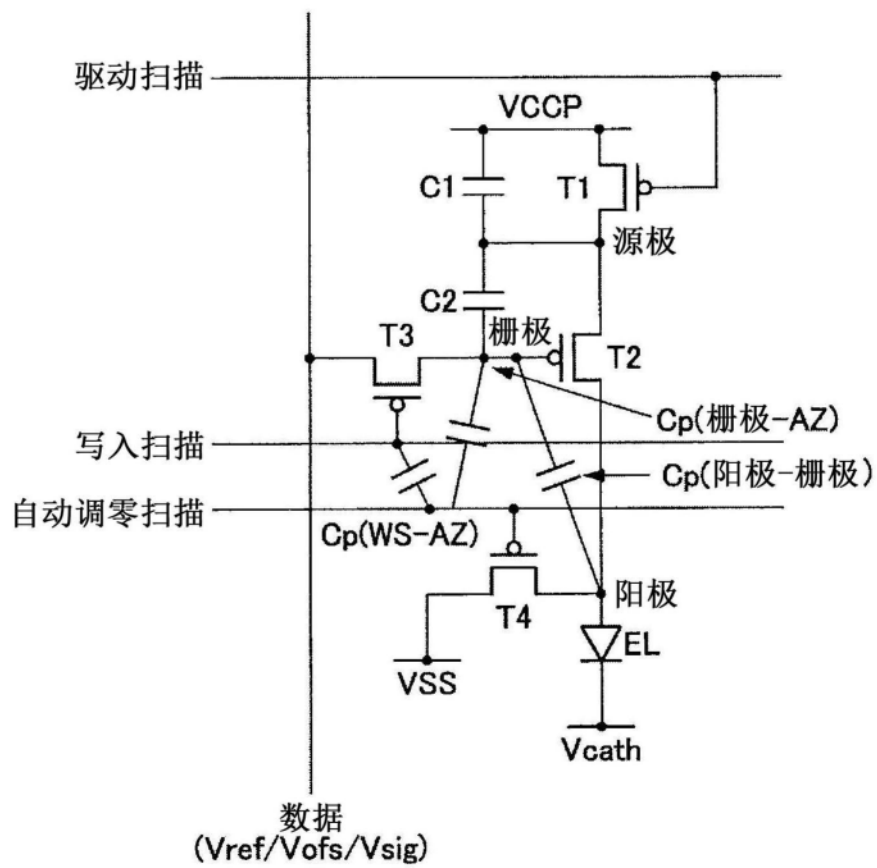 驱动扫描
VCCP
C1
T1
源极
C2
栅极
T3
T2
Cp(栅极-AZ)
写入扫描
Cp(阳极-栅极)
自动调零扫描
Cp(WS-AZ)
阳极
T4
EL
VSS
Vcath
数据
(Vref/Vofs/Vsig)